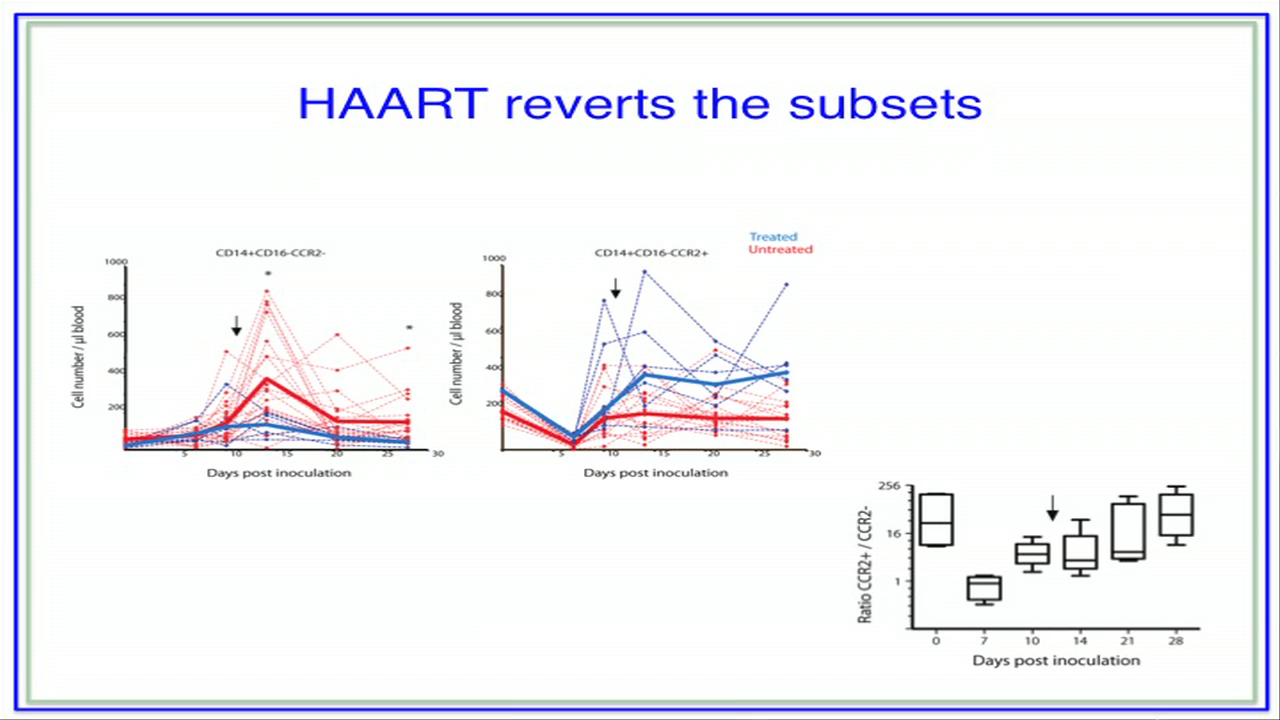 HAART reverts the subsets
Treated
Untreated
CD14+CD16-CCR2-
1000
*
800
600
*
400
200
Cell number / µl blood
5 10 15 20 25 30
Days post inoculation
CD14+CD16-CCR2+
1000
800
600
400
200
Cell number / µl blood
5 10 15 20 25 30
Days post inoculation
256
16
1
Ratio CCR2+ / CCR2-
0 7 10 14 21 28
Days post inoculation